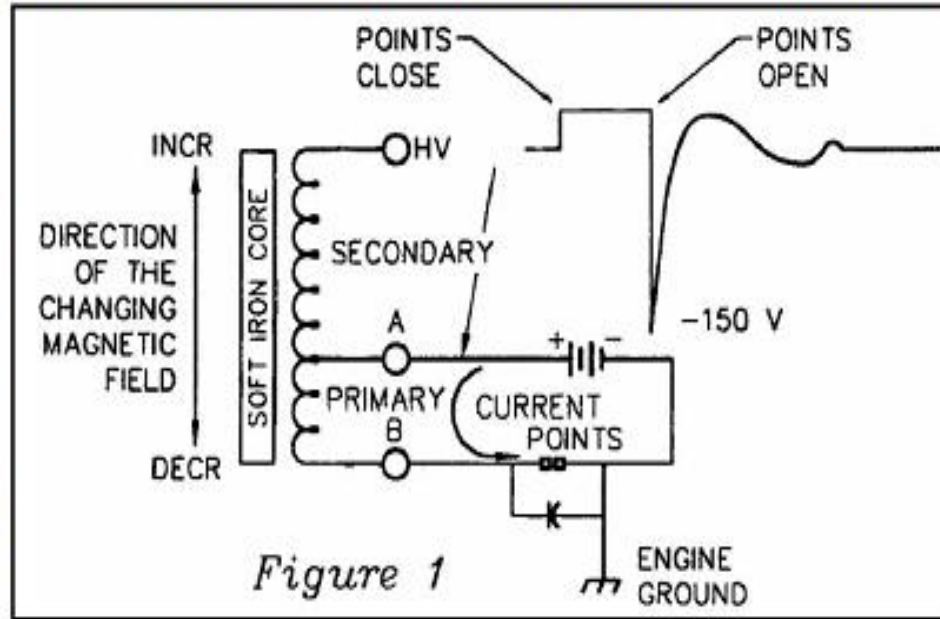 POINTS
CLOSE
POINTS
OPEN
INCR
HV
DIRECTION
OF THE
CHANGING
MAGNETIC
FIELD
SOFT IRON CORE
SECONDARY
A
+ −
−150 V
PRIMARY
CURRENT
POINTS
B
DECR
Figure 1
ENGINE
GROUND